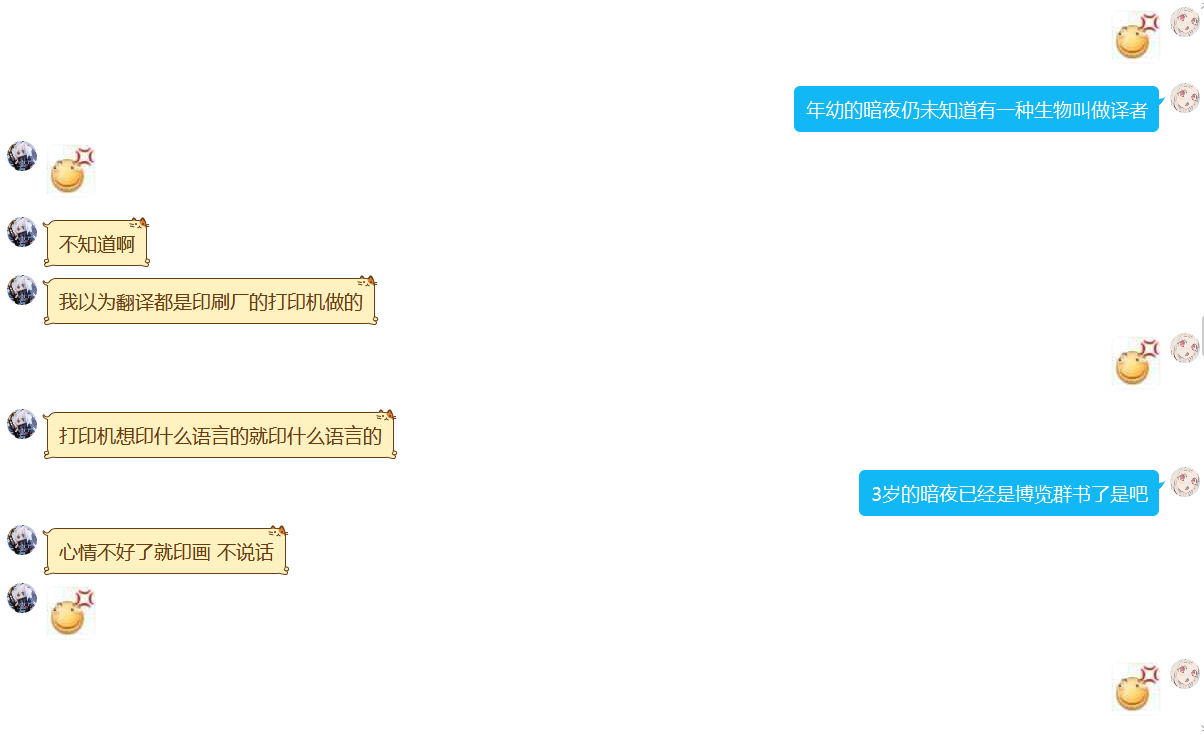 年幼的暗夜仍未知道有一种生物叫做译者
不知道啊
我以为翻译都是印刷厂的打印机做的
打印机想印什么语言的就印什么语言的
3岁的暗夜已经是博览群书了是吧
心情不好了就印画 不说话